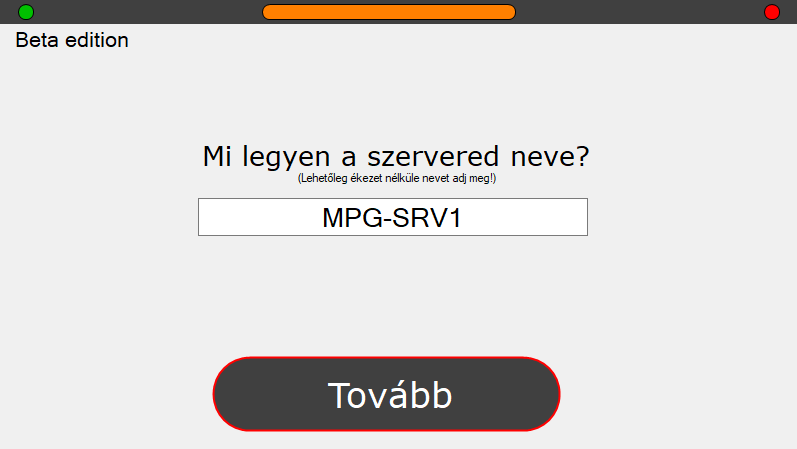 Beta edition
Mi legyen a szervered neve?
(Lehetőleg ékezet nélküle nevet adj meg!)
MPG-SRV1
Tovább